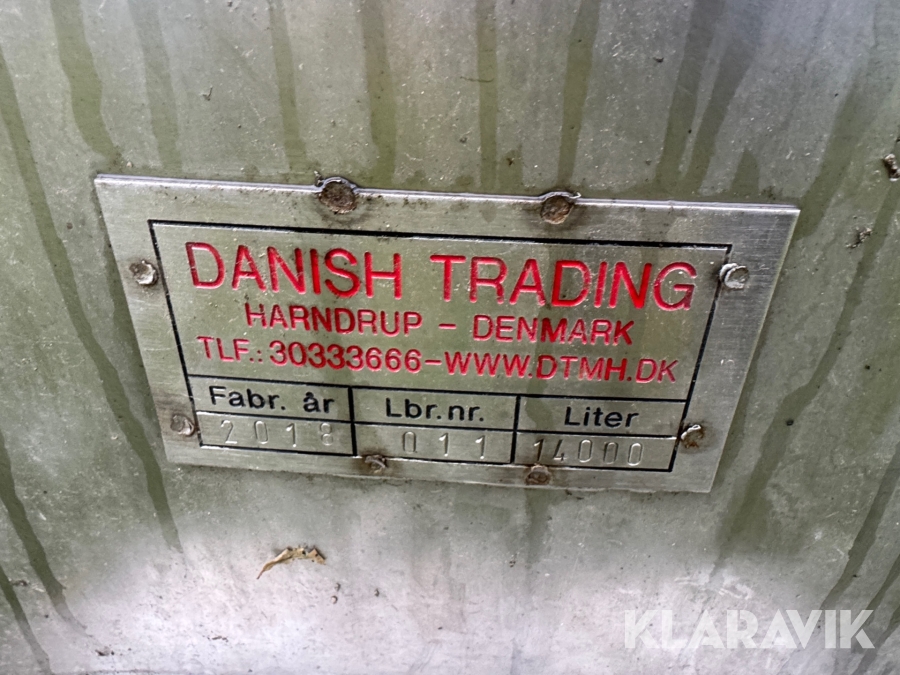 DANISH TRADING
HARNDRUP - DENMARK
TLF.: 30333666-WWW.DTMH.DK
Fabr. år Lbr.nr. Liter
2018 011 14000
KLARAVIK